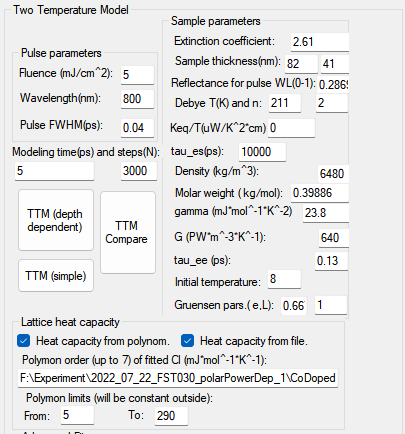 Two Temperature Model
Pulse parameters
Fluence (mJ/cm^2): 5
Wavelength(nm): 800
Pulse FWHM(ps): 0.04
Modeling time(ps) and steps(N):
5 3000
TTM (depth
dependent)
TTM
Compare
TTM (simple)
Sample parameters
Extinction coefficient: 2.61
Sample thickness(nm): 82 41
Reflectance for pulse WL(0-1):
Debye T(K) and n: 211 2
Keq/T(uW/K^2*cm) 0
tau_es(ps): 10000
Density (kg/m^3): 6480
Molar weight ( kg/mol): 0.39886
gamma (mJ*mol^-1*K^-2) 23.8
G (PW*m^-3*K^-1): 640
tau_ee (ps): 0.13
Initial temperature: 8
Gruensen pars.( e,L): 0.66 1
Lattice heat capacity
Heat capacity from polynom. Heat capacity from file.
Polymon order (up to 7) of fitted Cl (mJ*mol^-1*K^-1):
F:\Experiment\2022_07_22_FST030_polarPowerDep_1\CoDoped
Polymon limits (will be constant outside):
From: 5 To: 290